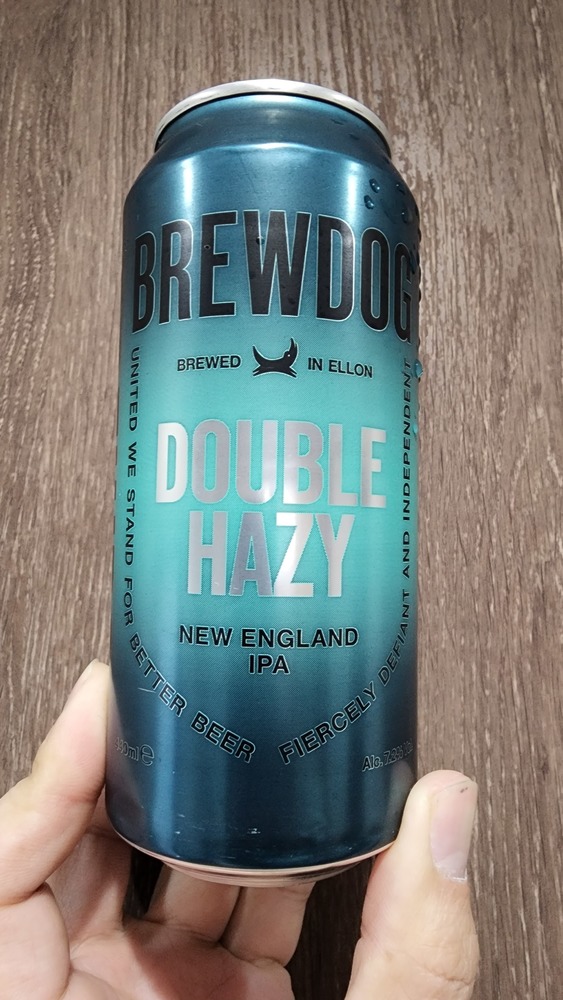 BREWDOG
BREWED IN ELLON
UNITED WE STAND FOR BETTER BEER
FIERCELY DEFIANT AND INDEPENDENT
DOUBLE
HAZY
NEW ENGLAND
IPA
Alc.